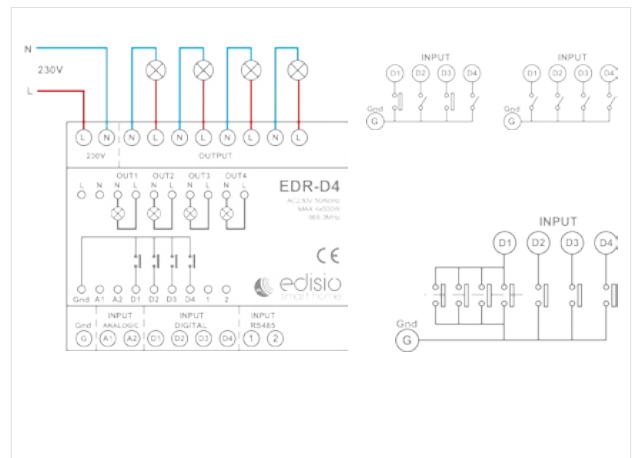 N
230V
L
L N N L N L N L N L
230V OUTPUT
OUT1 OUT2 OUT3 OUT4
L N N L N L N L N L
EDR-D4
AC230V 50/60Hz
MAX 4x500W
868.3MHz
CE
edisio
smart home
Gnd A1 A2 D1 D2 D3 D4 1 2
INPUT INPUT INPUT
Gnd ANALOGIC DIGITAL RS485
G A1 A2 D1 D2 D3 D4 1 2
INPUT
D1 D2 D3 D4
Gnd
G
INPUT
D1 D2 D3 D4
Gnd
G
INPUT
D1 D2 D3 D4
Gnd
G